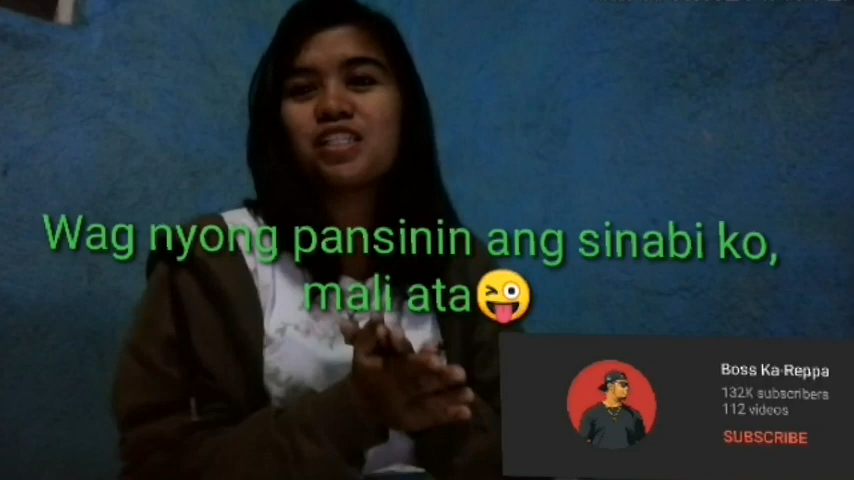 Wag nyong pansinin ang sinabi ko,
mali ata😜
Boss Ka Reppa
132K subscribers
112 videos
SUBSCRIBE